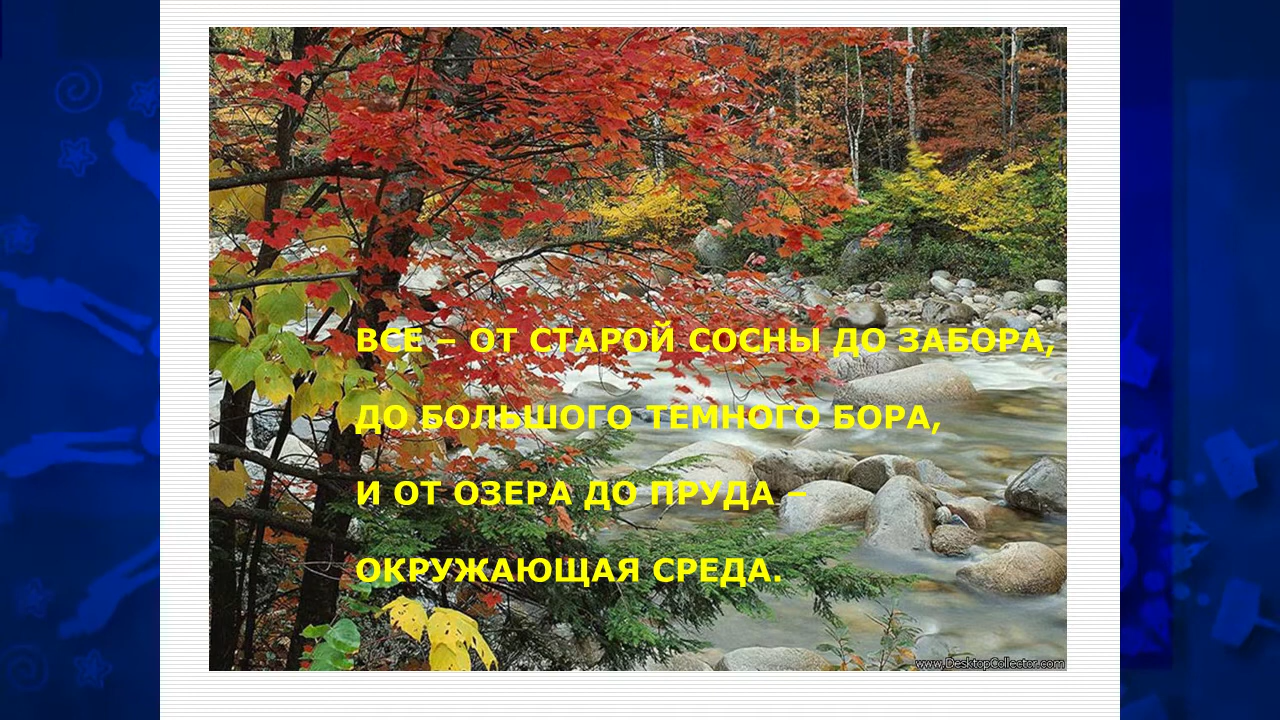 ВСЕ – ОТ СТАРОЙ СОСНЫ ДО ЗАБОРА,
ДО БОЛЬШОГО ТЕМНОГО БОРА,
И ОТ ОЗЕРА ДО ПРУДА –
ОКРУЖАЮЩАЯ СРЕДА.
www.DesktopCollector.com